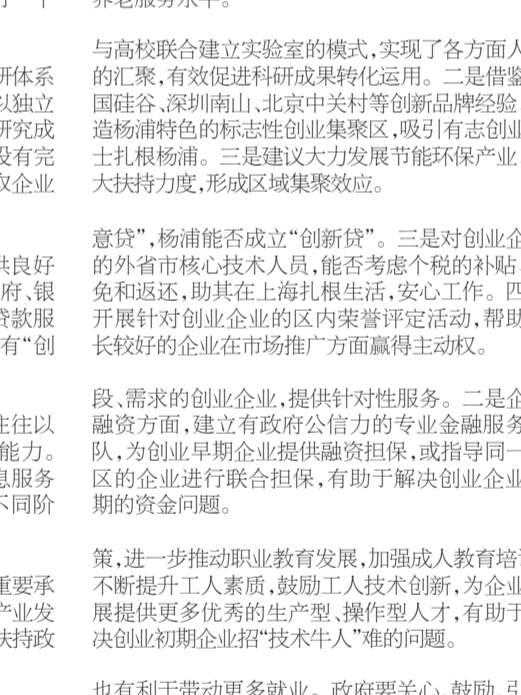 养老服务水平。
研体系
以独立
研究成
没有完
企业
供良好
府、银
贷款服
有“创
往往以
能力。
息服务
不同阶
重要承
产业发
扶持政
与高校联合建立实验室的模式,实现了各方面人
的汇聚,有效促进科研成果转化运用。二是借鉴
国硅谷、深圳南山、北京中关村等创新品牌经验
造杨浦特色的标志性创业集聚区,吸引有志创业
士扎根杨浦。三是建议大力发展节能环保产业,
大扶持力度,形成区域集聚效应。
意贷”,杨浦能否成立“创新贷”。三是对创业企
的外省市核心技术人员,能否考虑个税的补贴、
免和返还,助其在上海扎根生活,安心工作。四
开展针对创业企业的区内荣誉评定活动,帮助
长较好的企业在市场推广方面赢得主动权。
段、需求的创业企业,提供针对性服务。二是企
融资方面,建立有政府公信力的专业金融服务
队,为创业早期企业提供融资担保,或指导同一
区的企业进行联合担保,有助于解决创业企业
期的资金问题。
策,进一步推动职业教育发展,加强成人教育培训
不断提升工人素质,鼓励工人技术创新,为企业
展提供更多优秀的生产型、操作型人才,有助于
决创业初期企业招“技术牛人”难的问题。
也有利于带动更多就业。政府要关心、鼓励、引